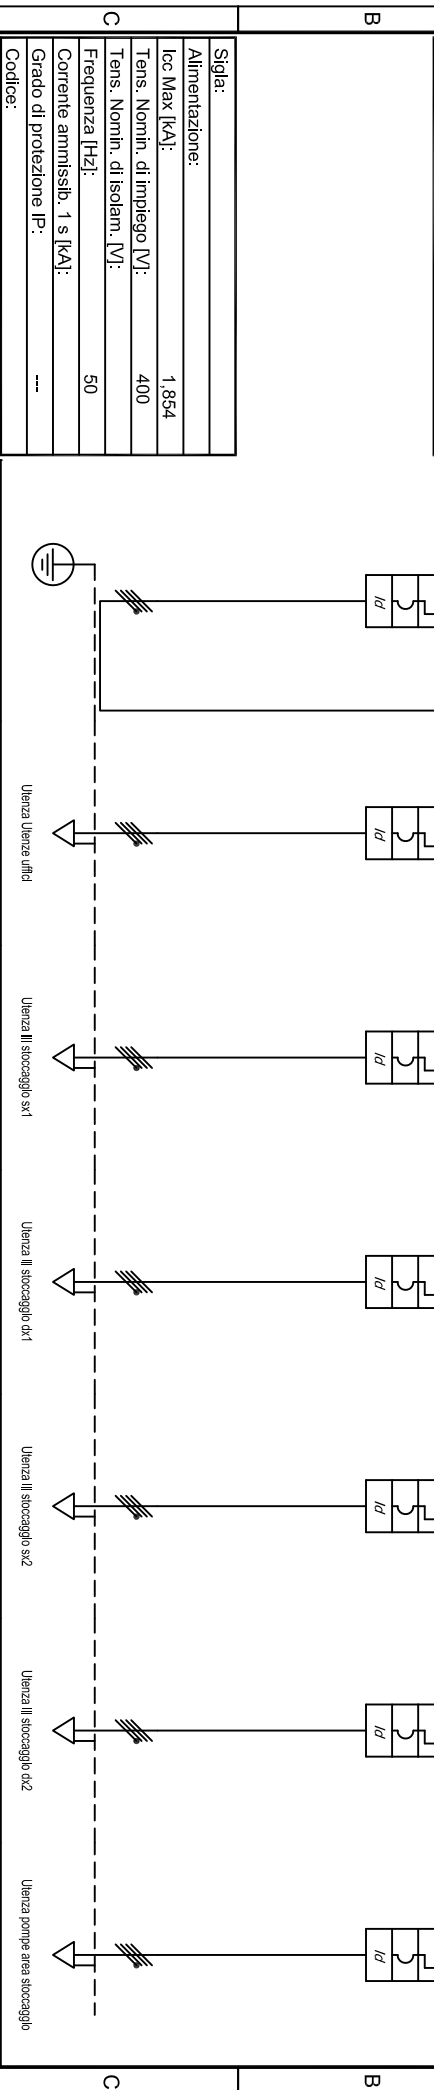 B
C
Sigla:
Alimentazione:
Icc Max [kA]: 1,854
Tens. Nomin. di impiego [V]: 400
Tens. Nomin. di isolam. [V]:
Frequenza [Hz]: 50
Corrente ammissib. 1 s [kA]:
Grado di protezione IP: ---
Codice:
Id
Id
Id
Id
Id
Id
Id
Utenza Utenze uffici
Utenza III stoccaggio sx1
Utenza III stoccaggio dx1
Utenza III stoccaggio sx2
Utenza III stoccaggio dx2
Utenza pompe area stoccaggio
B
C